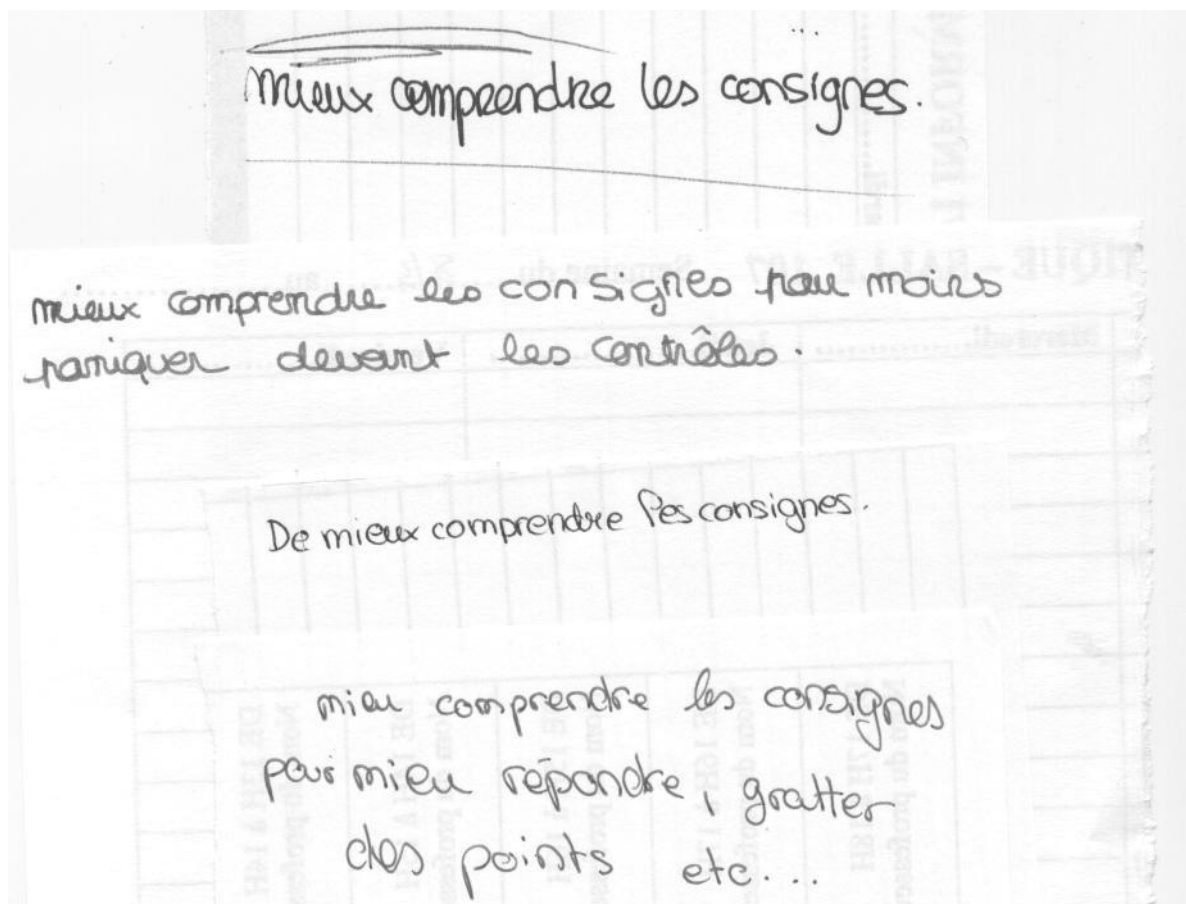 mieux comprendre les consignes.
mieux comprendre les consignes pour moins
paniquer devant les contrôles.
De mieux comprendre les consignes.
mieu comprendre les consignes
pour mieu répondre, gratter
des points etc...